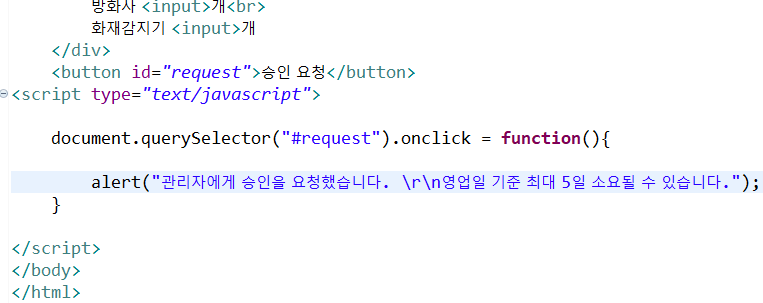 방화사 <input>개<br>
화재감지기 <input>개
</div>
<button id="request">승인 요청</button>
<script type="text/javascript">
document.querySelector("#request").onclick = function(){
alert("관리자에게 승인을 요청했습니다. \r\n영업일 기준 최대 5일 소요될 수 있습니다.");
}
</script>
</body>
</html>